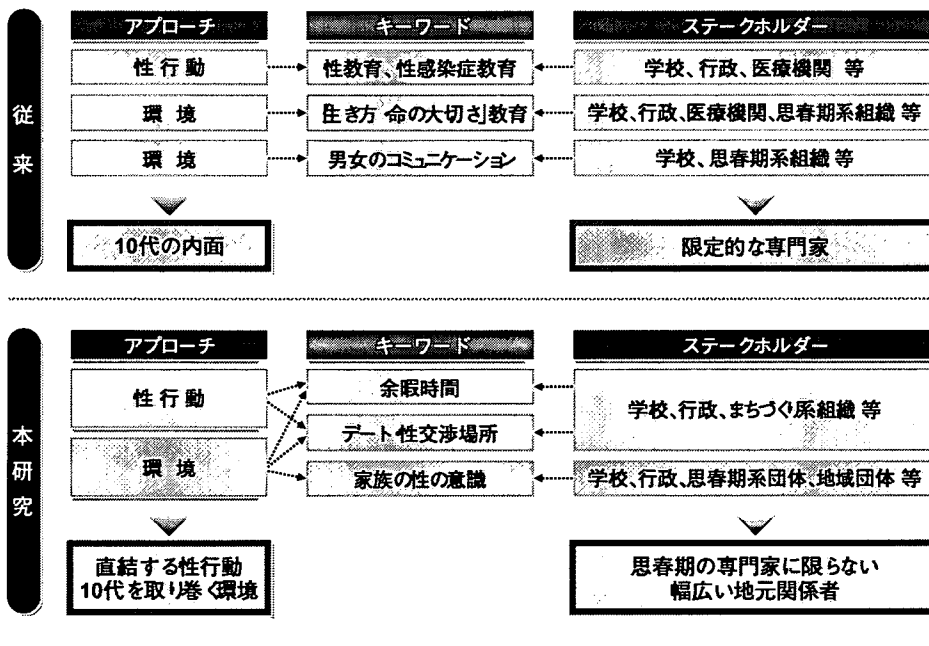 従来
アプローチ
キーワード
ステークホルダー
性行動
性教育、性感染症教育
学校、行政、医療機関 等
環境
「生き方・命の大切さ」教育
学校、行政、医療機関、思春期系組織 等
環境
男女のコミュニケーション
学校、思春期系組織 等
10代の内面
限定的な専門家
本研究
アプローチ
キーワード
ステークホルダー
性行動
余暇時間
学校、行政、まちづくり系組織 等
デート・性交渉場所
環境
家族の性の意識
学校、行政、思春期系団体、地域団体 等
直結する性行動
10代を取り巻く環境
思春期の専門家に限らない
幅広い地元関係者